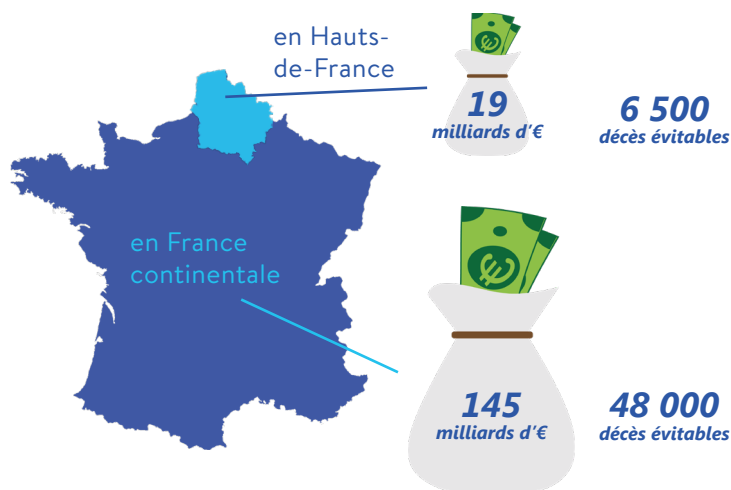 en Hauts-
de-France
19
milliards d'€
6 500
décès évitables
en France
continentale
145
milliards d'€
48 000
décès évitables